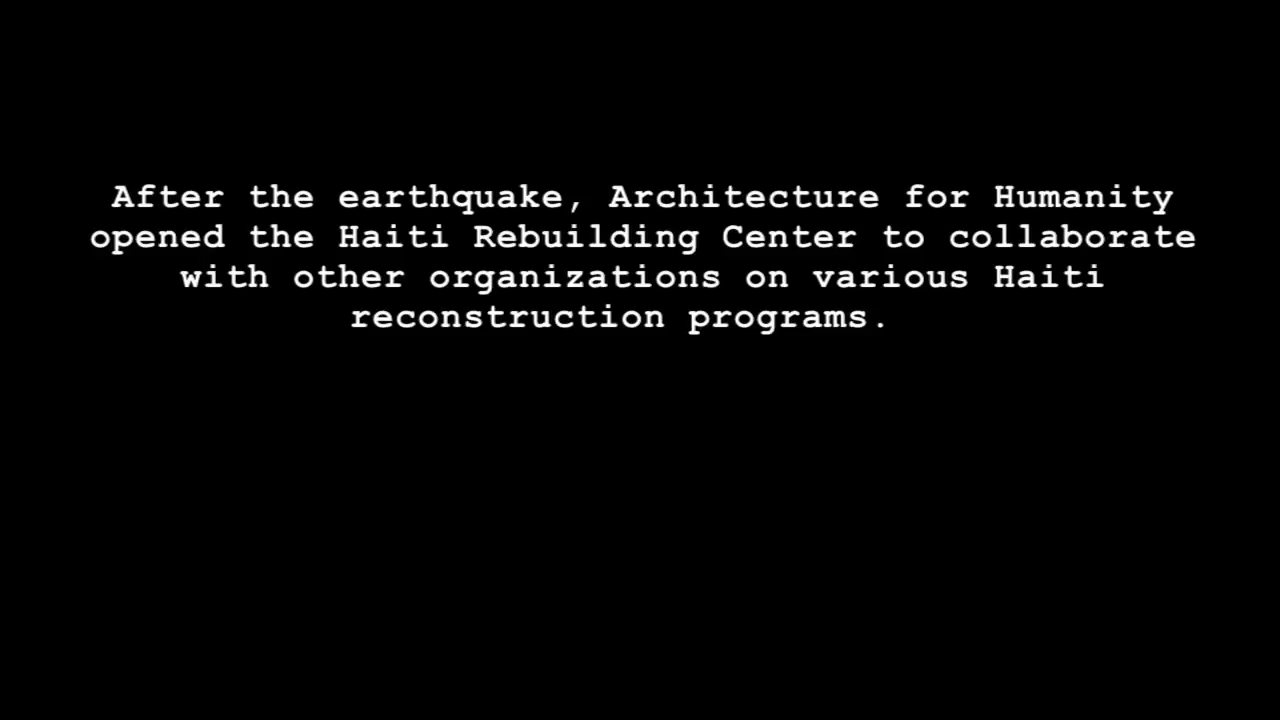 After the earthquake, Architecture for Humanity
opened the Haiti Rebuilding Center to collaborate
with other organizations on various Haiti
reconstruction programs.